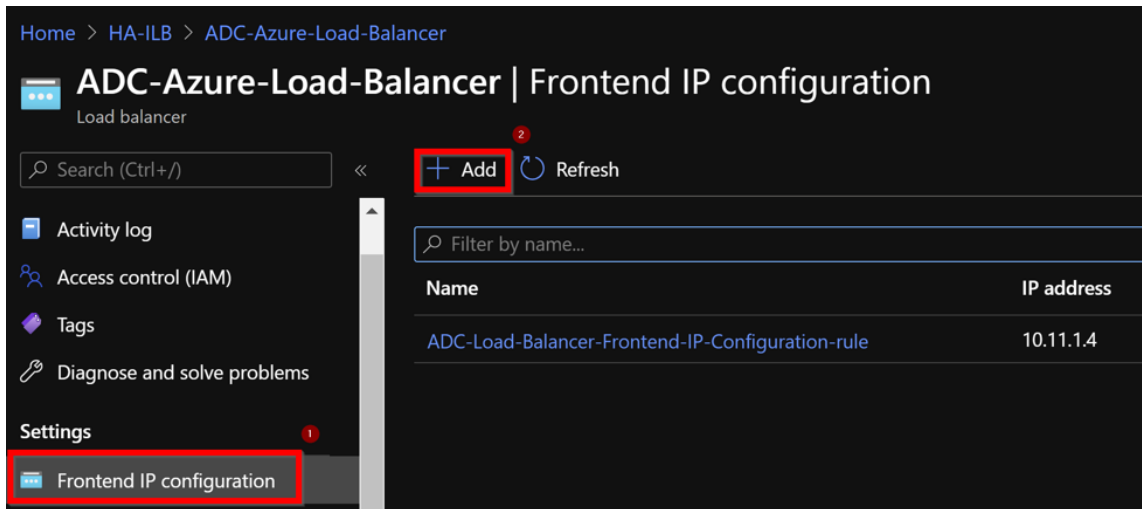 Home > HA-ILB > ADC-Azure-Load-Balancer
ADC-Azure-Load-Balancer | Frontend IP configuration
Load balancer
Search (Ctrl+/)
«
2
+ Add
Refresh
Activity log
Access control (IAM)
Tags
Diagnose and solve problems
Settings
1
Frontend IP configuration
Filter by name...
Name IP address
ADC-Load-Balancer-Frontend-IP-Configuration-rule 10.11.1.4